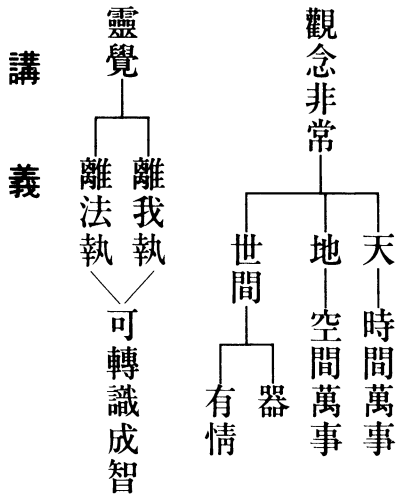 觀念非常
天
時間萬事
地
空間萬事
世間
器
有情
靈覺
離我執
離法執
可轉識成智
講義